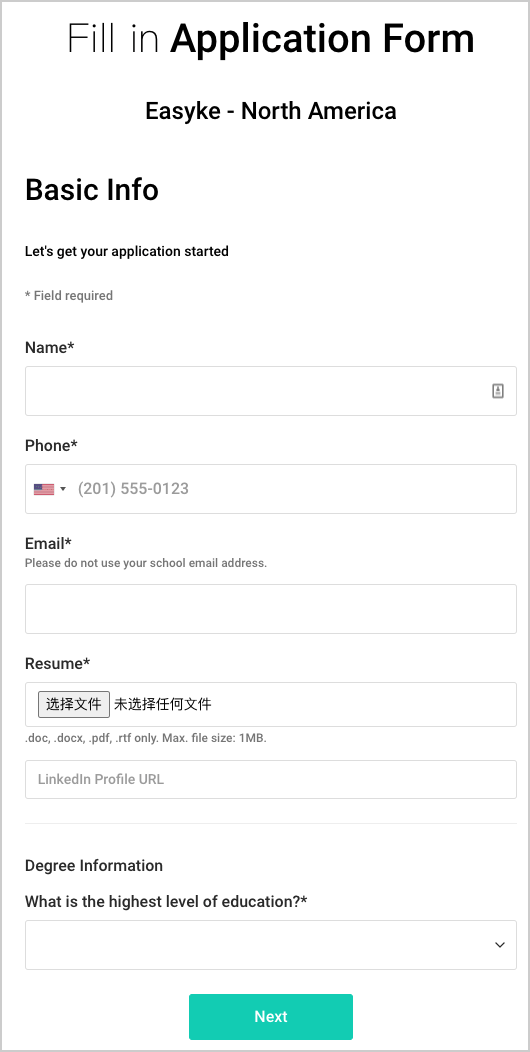 Fill in Application Form
Easyke - North America
Basic Info
Let's get your application started
* Field required
Name*
Phone*
(201) 555-0123
Email*
Please do not use your school email address.
Resume*
选择文件 未选择任何文件
.doc, .docx, .pdf, .rtf only. Max. file size: 1MB.
LinkedIn Profile URL
Degree Information
What is the highest level of education?*
Next